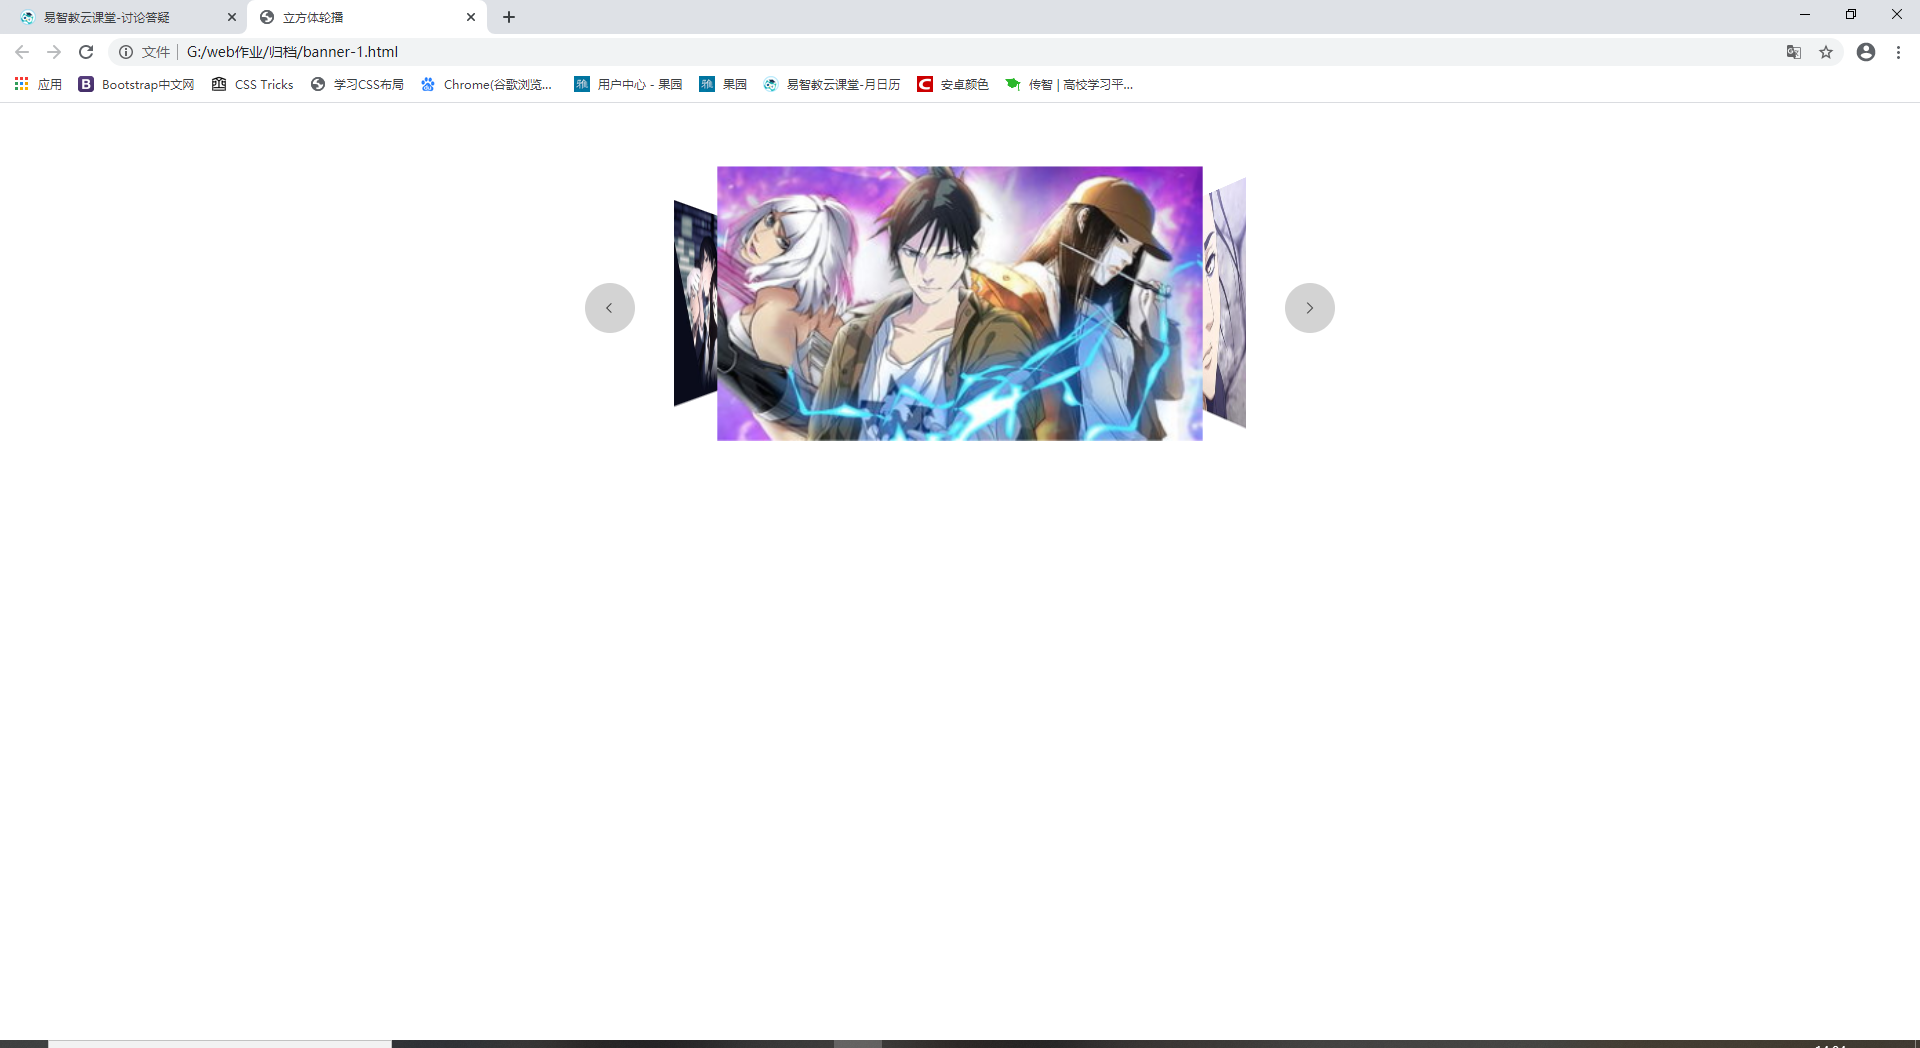 易智教云课堂-讨论答疑
立方体轮播
文件 | G:/web作业/归档/banner-1.html
应用
Bootstrap中文网
CSS Tricks
学习CSS布局
Chrome(谷歌浏览...
用户中心 - 果园
果园
易智教云课堂-月日历
安卓颜色
传智 | 高校学习平...